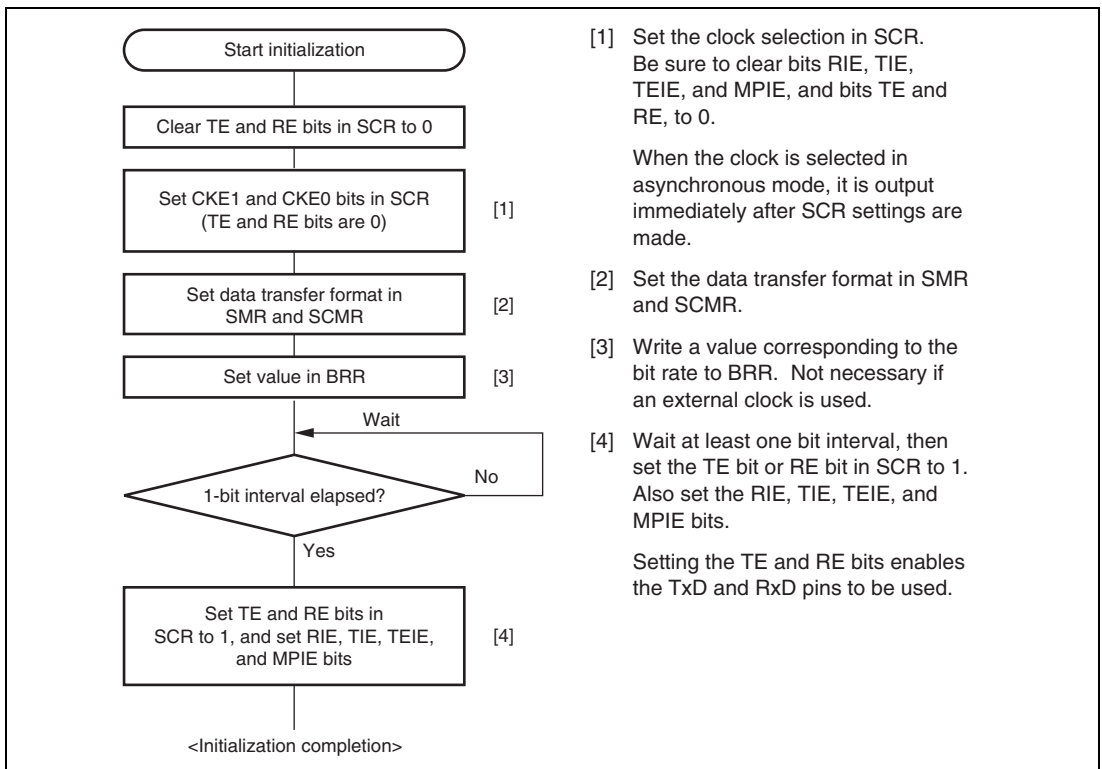 Start initialization
Clear TE and RE bits in SCR to 0
Set CKE1 and CKE0 bits in SCR
(TE and RE bits are 0)
[1]
Set data transfer format in
SMR and SCMR
[2]
Set value in BRR
[3]
Wait
No
1-bit interval elapsed?
Yes
Set TE and RE bits in
SCR to 1, and set RIE, TIE, TEIE,
and MPIE bits
[4]
<Initialization completion>
[1] Set the clock selection in SCR.
Be sure to clear bits RIE, TIE,
TEIE, and MPIE, and bits TE and
RE, to 0.
When the clock is selected in
asynchronous mode, it is output
immediately after SCR settings are
made.
[2] Set the data transfer format in SMR
and SCMR.
[3] Write a value corresponding to the
bit rate to BRR. Not necessary if
an external clock is used.
[4] Wait at least one bit interval, then
set the TE bit or RE bit in SCR to 1.
Also set the RIE, TIE, TEIE, and
MPIE bits.
Setting the TE and RE bits enables
the TxD and RxD pins to be used.